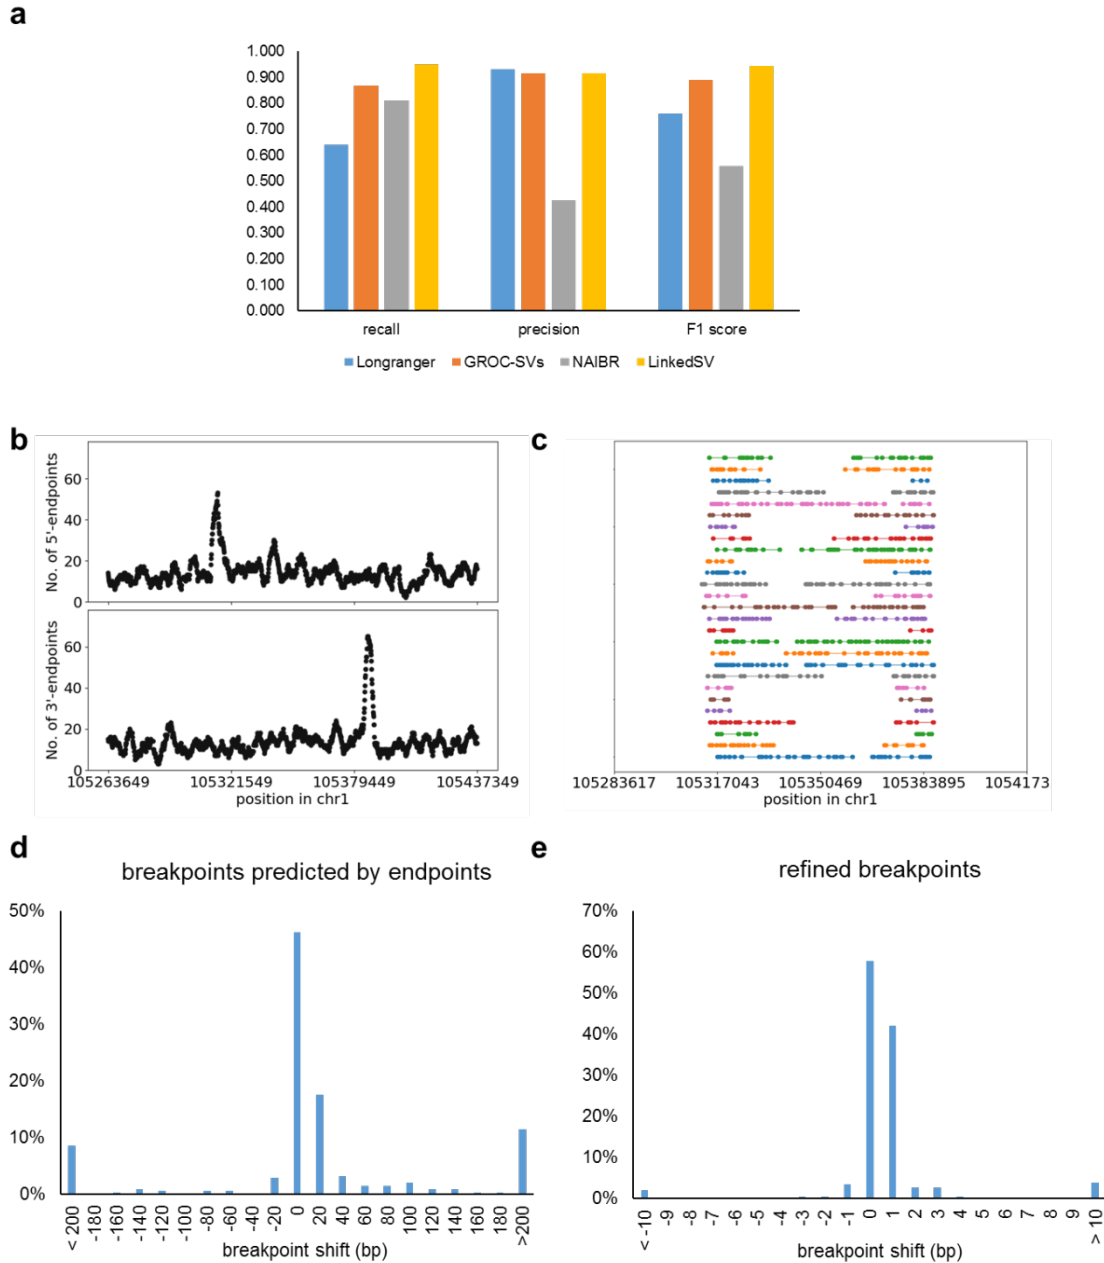 a
1.000
0.900
0.800
0.700
0.600
0.500
0.400
0.300
0.200
0.100
0.000
recall precision F1 score
Longranger GROC-SVs NAIBR LinkedSV
b
No. of 5'-endpoints
60
40
20
0
No. of 3'-endpoints
60
40
20
0
105263649 105321549 105379449 105437349
position in chr1
c
105283617 105317043 105350469 105383895 1054173
position in chr1
d
breakpoints predicted by endpoints
50%
40%
30%
20%
10%
0%
< 200 -180 -160 -140 -120 -100 -80 -60 -40 -20 0 20 40 60 80 100 120 140 160 180 >200
breakpoint shift (bp)
e
refined breakpoints
70%
60%
50%
40%
30%
20%
10%
0%
< -10 -9 -8 -7 -6 -5 -4 -3 -2 -1 0 1 2 3 4 5 6 7 8 9 > 10
breakpoint shift (bp)